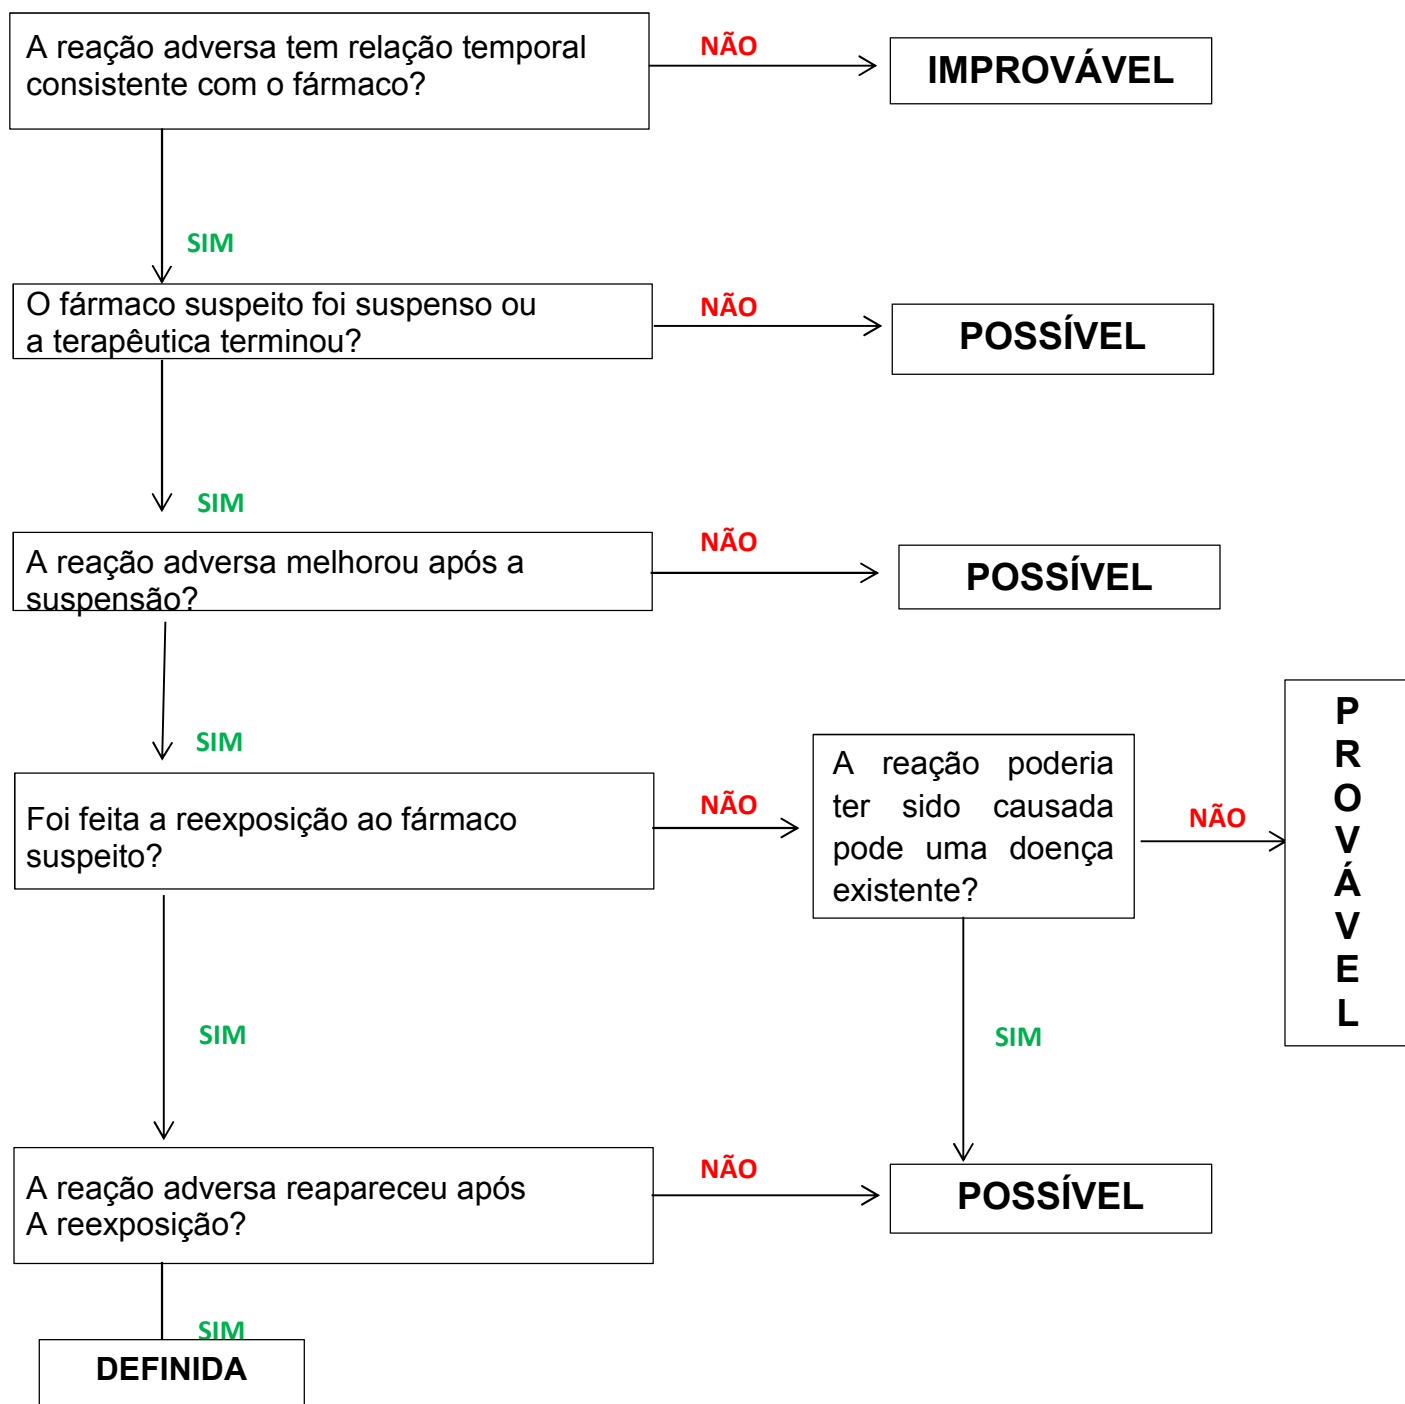 A reação adversa tem relação temporal
consistente com o fármaco?
NÃO
IMPROVÁVEL
SIM
O fármaco suspeito foi suspenso ou
a terapêutica terminou?
NÃO
POSSÍVEL
SIM
A reação adversa melhorou após a
suspensão?
NÃO
POSSÍVEL
SIM
Foi feita a reexposição ao fármaco
suspeito?
NÃO
A reação poderia
ter sido causada
pode uma doença
existente?
NÃO
P
R
O
V
Á
V
E
L
SIM
SIM
A reação adversa reapareceu após
A reexposição?
NÃO
POSSÍVEL
SIM
DEFINIDA